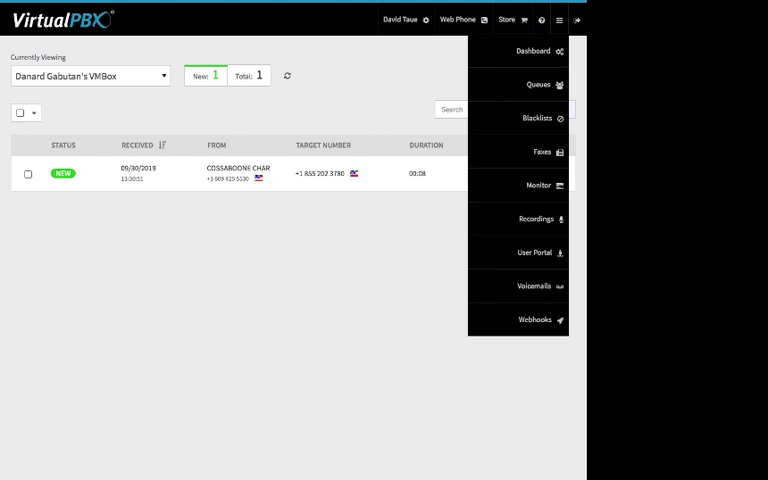 VirtualPBX
David Taue Web Phone Store
Currently Viewing
Danard Gabutan's VMBox
New: 1 Total: 1
Search
STATUS RECEIVED FROM TARGET NUMBER DURATION
NEW 09/30/2019 COSSABOONE CHAR +1 855 202 3780 00:08
13:30:51 +1 609 425 5530
Dashboard
Queues
Blacklists
Faxes
Monitor
Recordings
User Portal
Voicemails
Webhooks